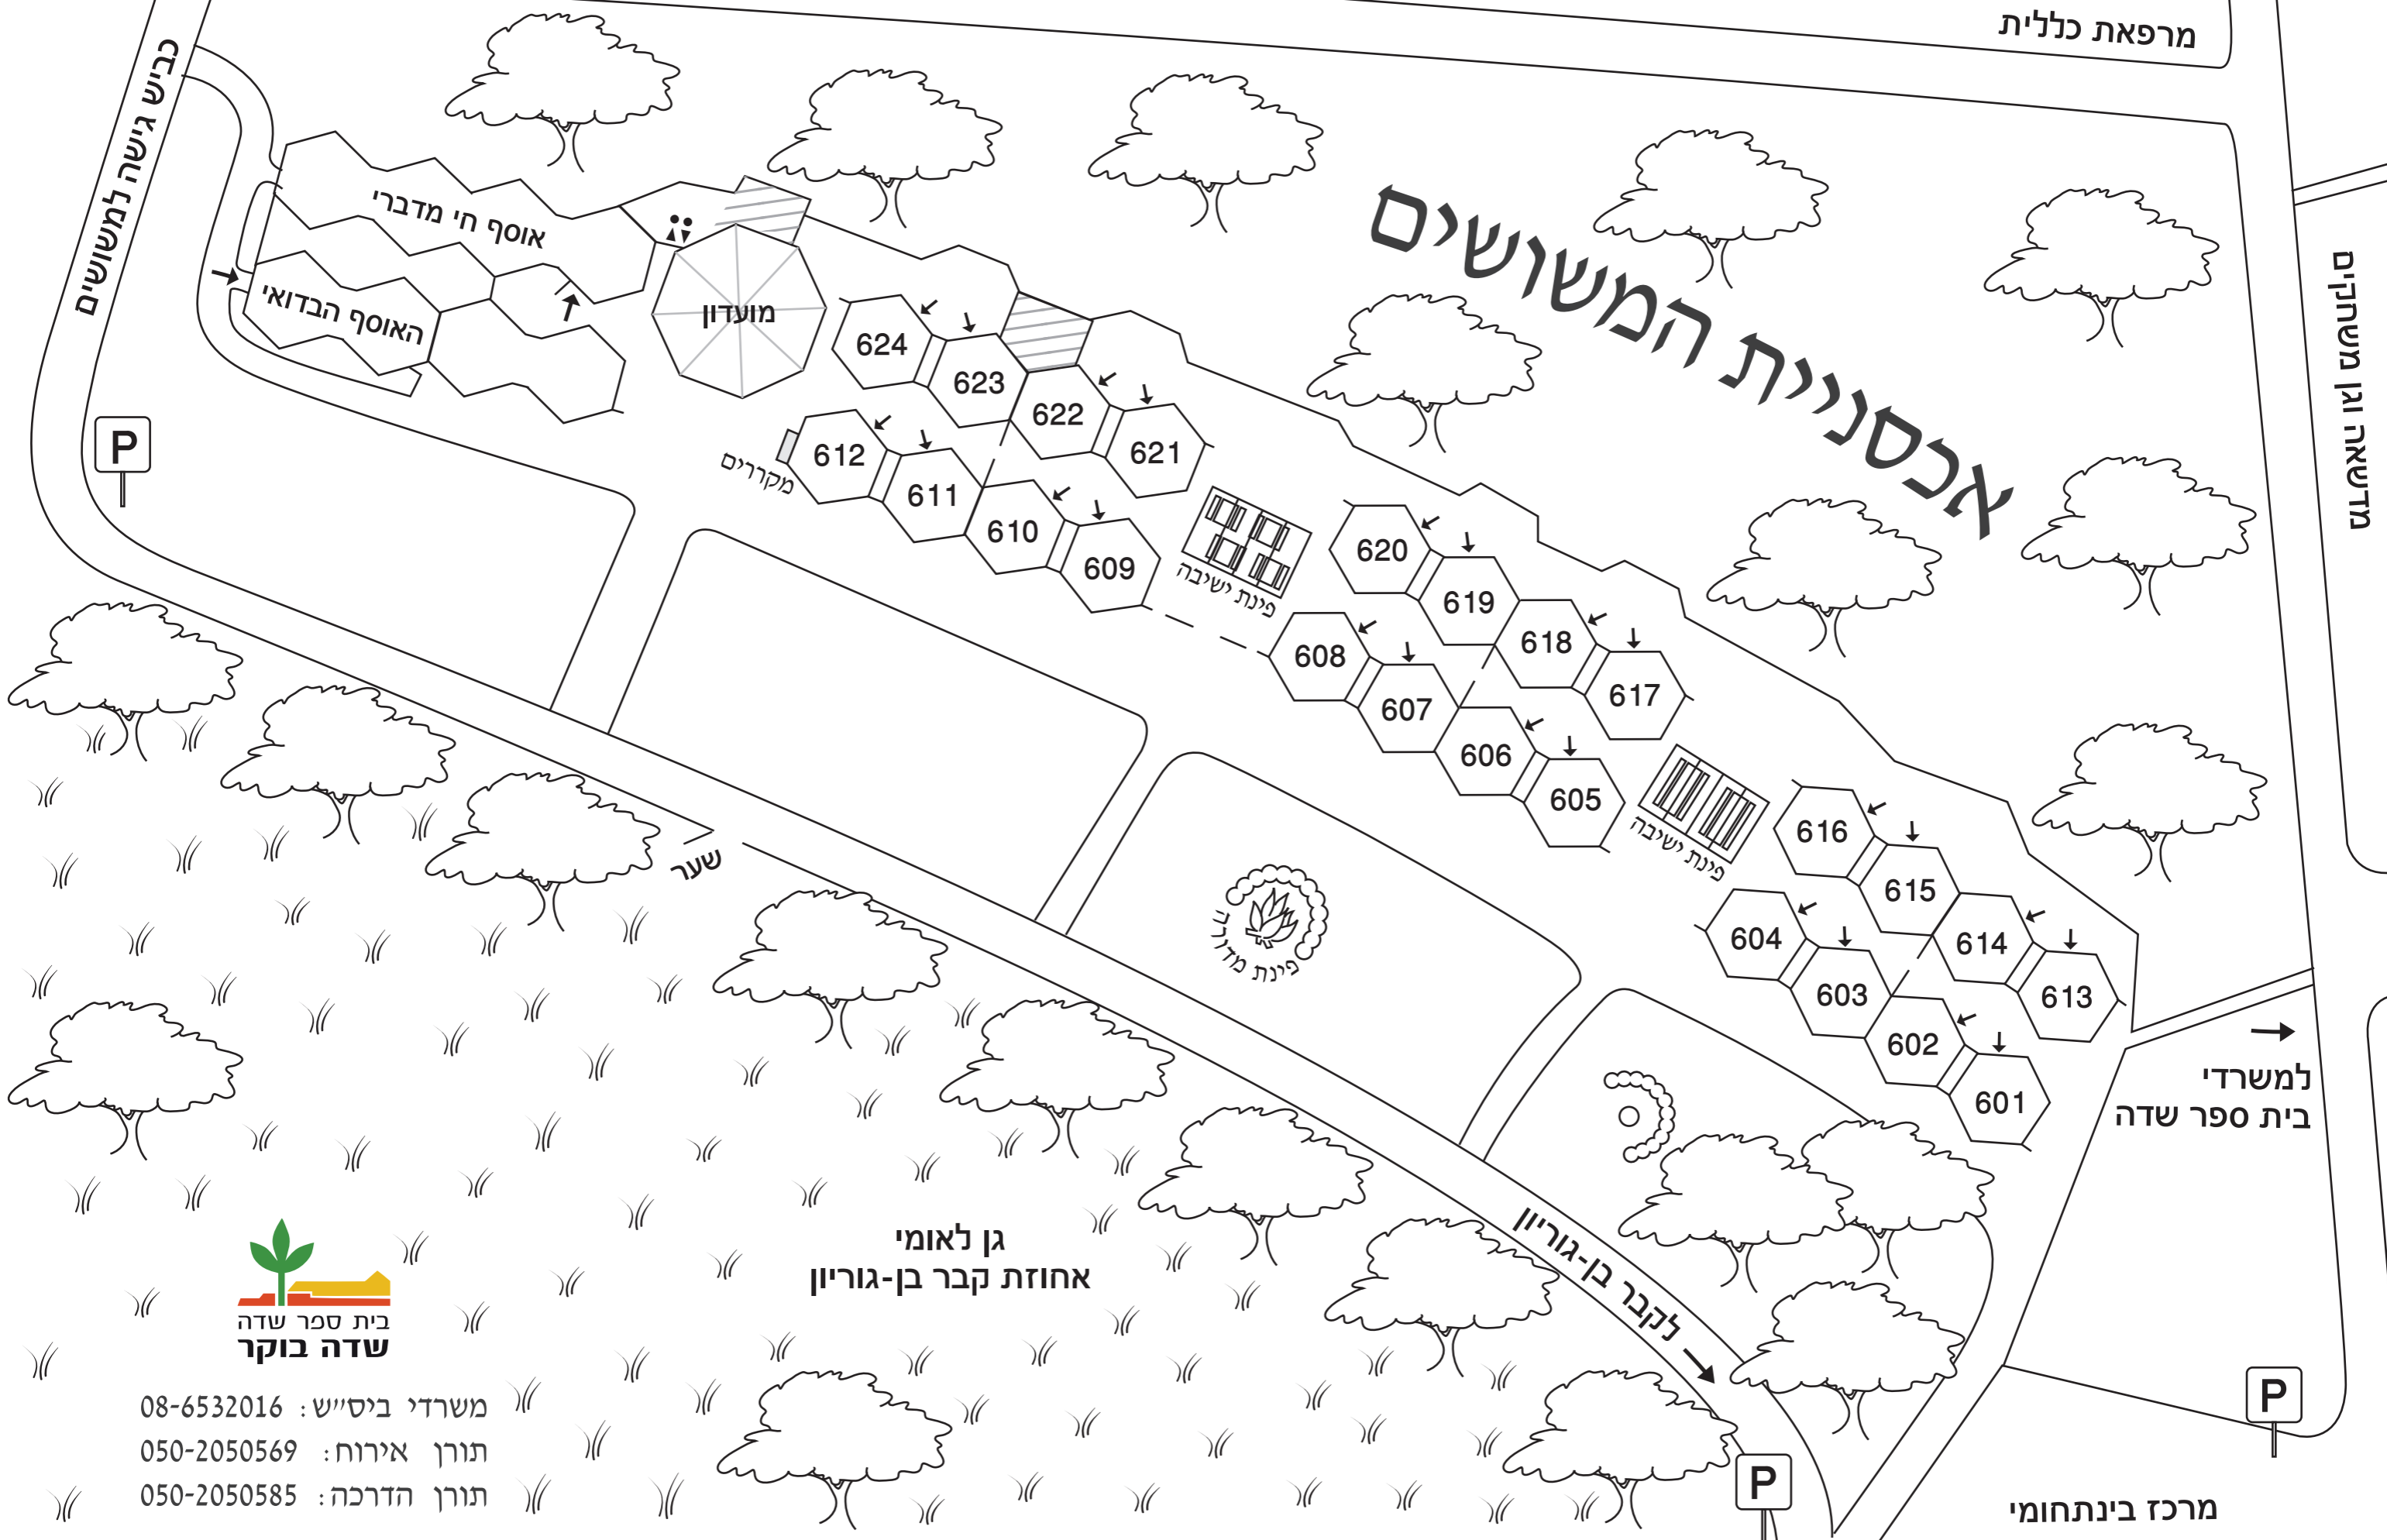 מרפאת כללית
כביש גישה למשושים
אוסף חי מדברי
האוסף הבדואי
מועדון
אכסניית המשושים
מדשאה וגן משחקים
P
624
623
622
621
612
611
610
609
מקררים
פינת ישיבה
620
619
618
617
608
607
606
605
פינת ישיבה
616
615
614
613
604
603
602
601
שער
פינת מדורה
למשרדי
בית ספר שדה
לקבר בן-גוריון
גן לאומי
אחוזת קבר בן-גוריון
בית ספר שדה
שדה בוקר
משרדי ביס״ש: 08-6532016
תורן אירוח: 050-2050569
תורן הדרכה: 050-2050585
P
P
מרכז בינתחומי